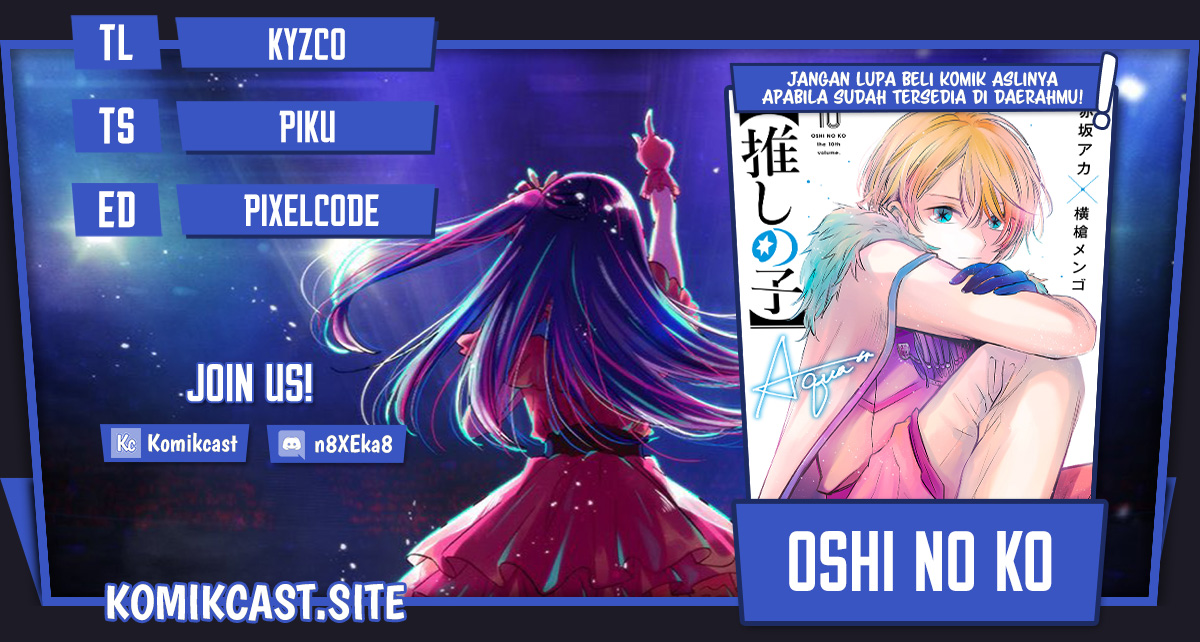 TL KYZCO
TS PIKU
ED PIXELCODE
JOIN US!
Kc Komikcast n8XEka8
KOMIKCAST.SITE
JANGAN LUPA BELI KOMIK ASLINYA
APABILA SUDAH TERSEDIA DI DAERAHMU!
10
OSHI NO KO
the 10th
volume.
【推しの子】
赤坂アカ×横槍メンゴ
Aqua
OSHI NO KO